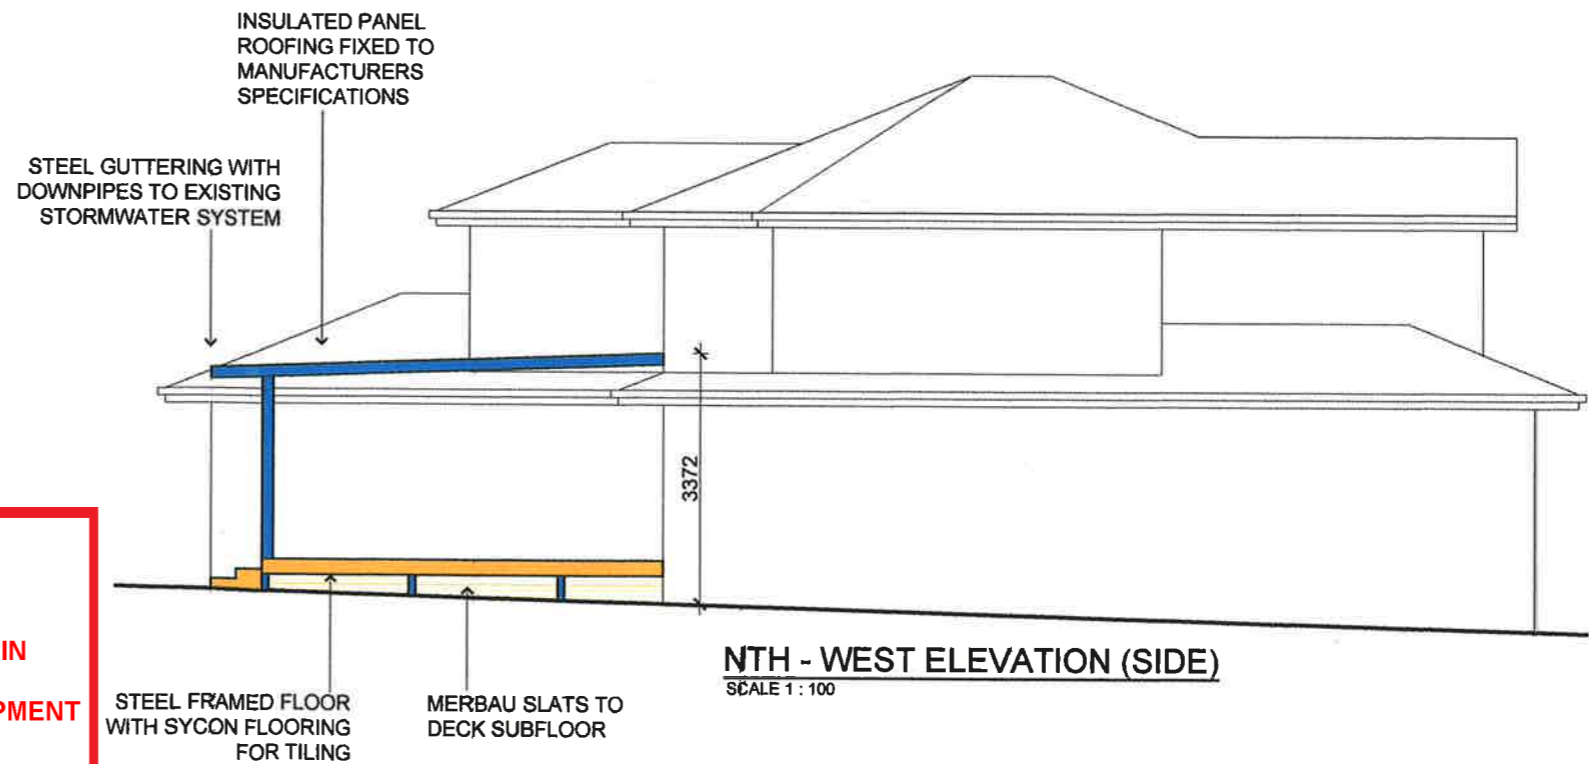 INSULATED PANEL
ROOFING FIXED TO
MANUFACTURERS
SPECIFICATIONS
STEEL GUTTERING WITH
DOWNPIPES TO EXISTING
STORMWATER SYSTEM
3372
IN
PMENT
STEEL FRAMED FLOOR
WITH SYCON FLOORING
FOR TILING
MERBAU SLATS TO
DECK SUBFLOOR
NTH - WEST ELEVATION (SIDE)
SCALE 1 : 100